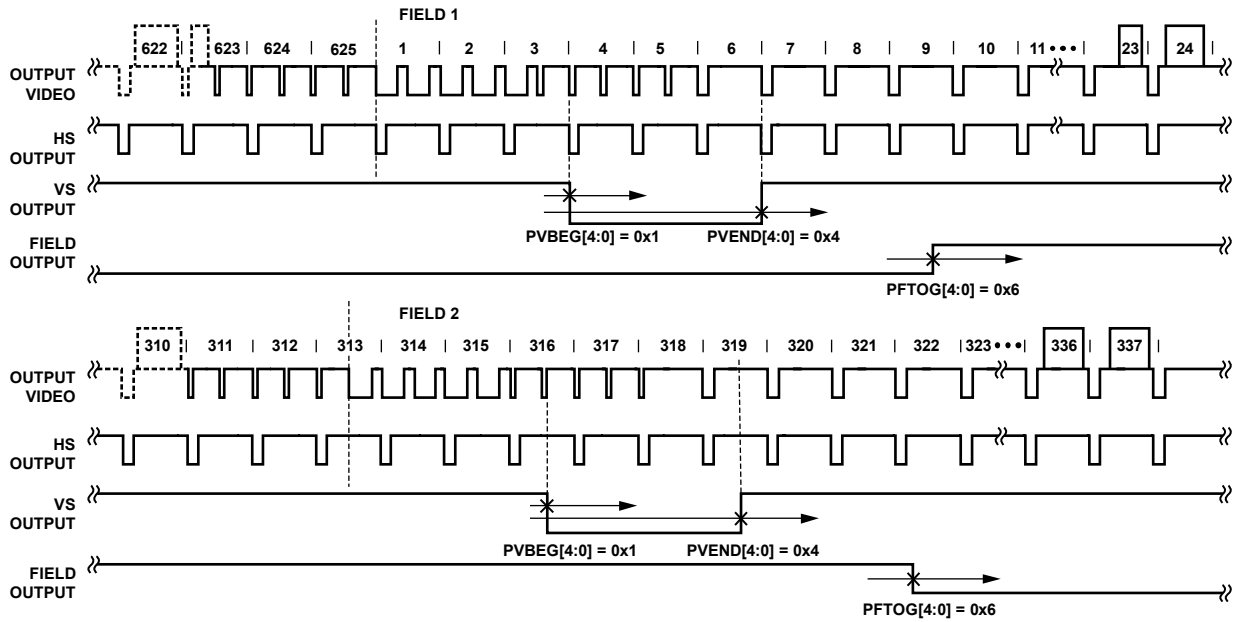 FIELD 1
622 | 623 | 624 | 625 | 1 | 2 | 3 | 4 | 5 | 6 | 7 | 8 | 9 | 10 | 11 ••• 23 | 24 |
OUTPUT
VIDEO
HS
OUTPUT
VS
OUTPUT
PVBEG[4:0] = 0x1 PVEND[4:0] = 0x4
FIELD
OUTPUT
PFTOG[4:0] = 0x6
FIELD 2
310 | 311 | 312 | 313 | 314 | 315 | 316 | 317 | 318 | 319 | 320 | 321 | 322 | 323 ••• 336 | 337 |
OUTPUT
VIDEO
HS
OUTPUT
VS
OUTPUT
PVBEG[4:0] = 0x1 PVEND[4:0] = 0x4
FIELD
OUTPUT
PFTOG[4:0] = 0x6